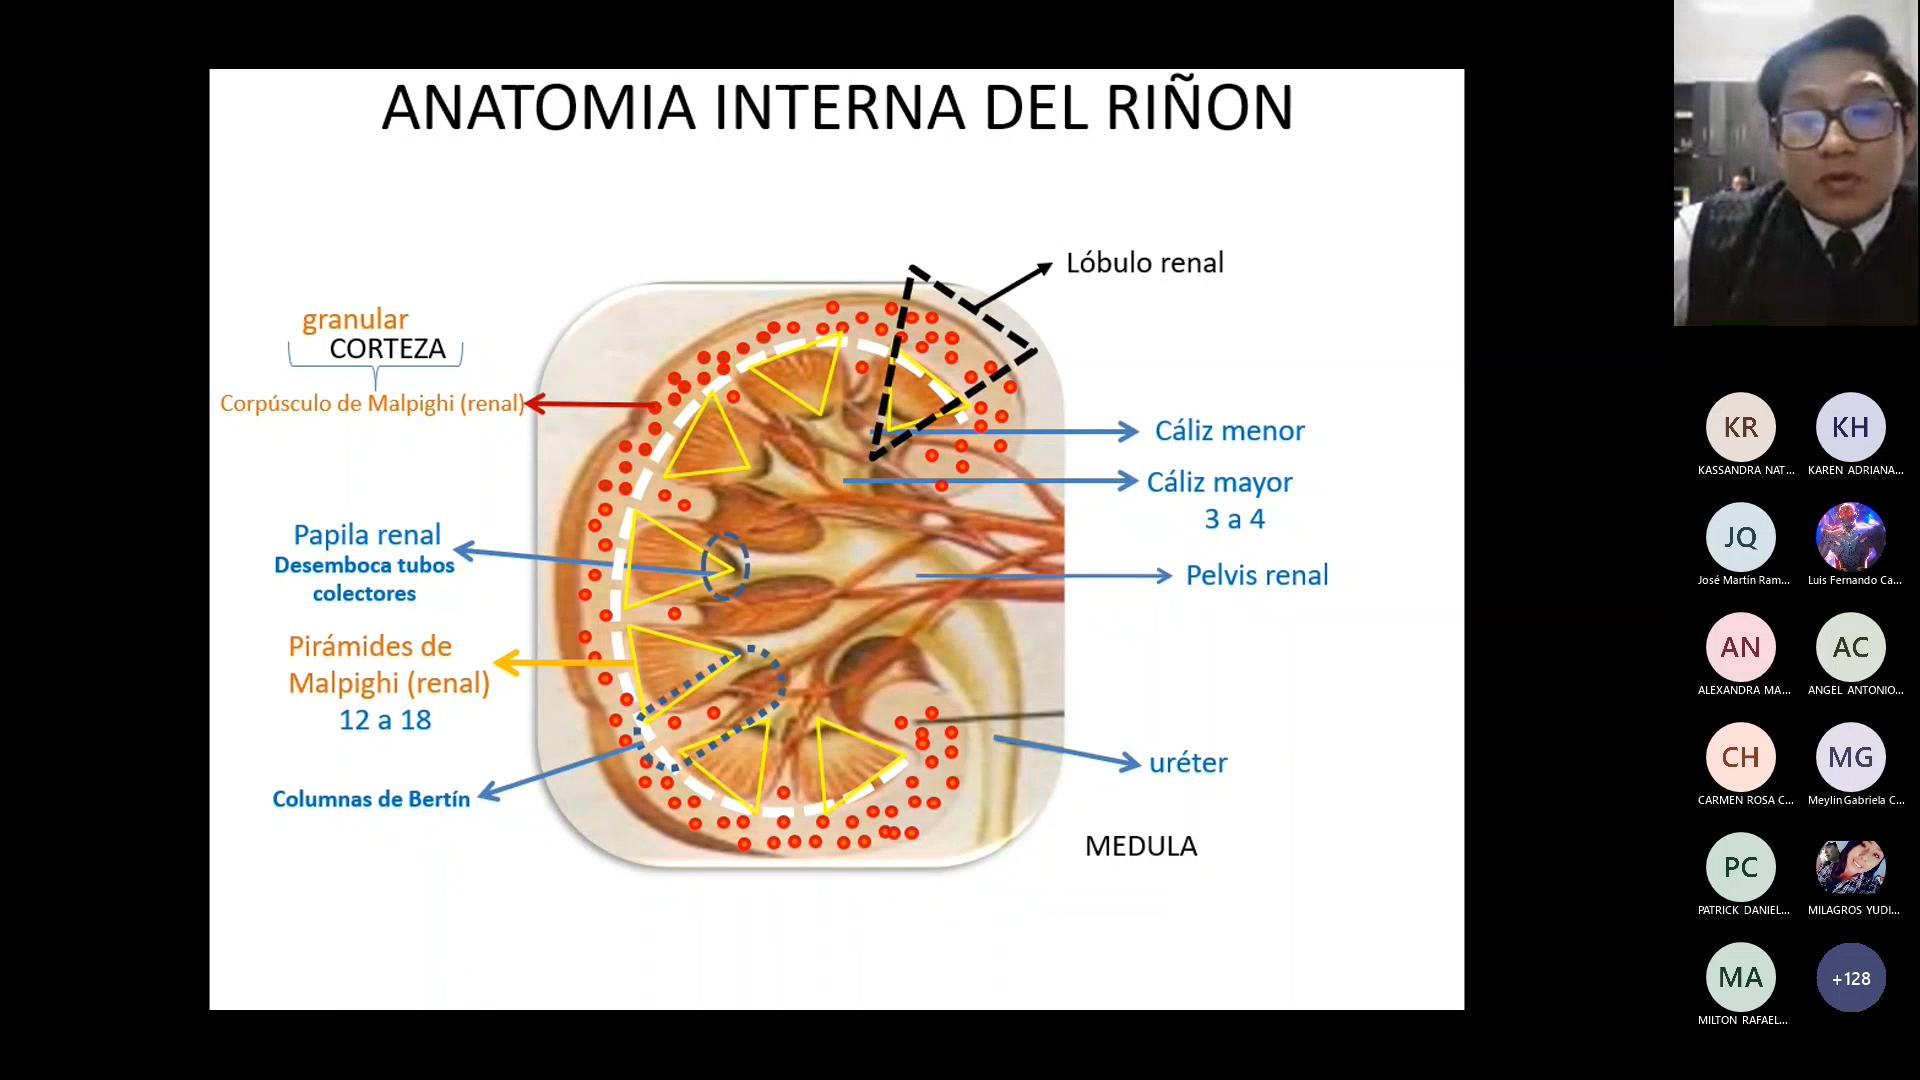 ANATOMIA INTERNA DEL RIÑON
Lóbulo renal
granular
CORTEZA
Corpúsculo de Malpighi (renal)
Cáliz menor
Cáliz mayor
3 a 4
Papila renal
Desemboca tubos
colectores
Pelvis renal
Pirámides de
Malpighi (renal)
12 a 18
uréter
Columnas de Bertín
MEDULA
KR
KASSANDRA NAT...
KH
KAREN ADRIANA...
JQ
José Martín Ram...
Luis Fernando Ca...
AN
ALEXANDRA MA...
AC
ANGEL ANTONIO...
CH
CARMEN ROSA C...
MG
Meylin Gabriela C...
PC
PATRICK DANIEL...
MILAGROS YUDI...
MA
MILTON RAFAEL...
+128